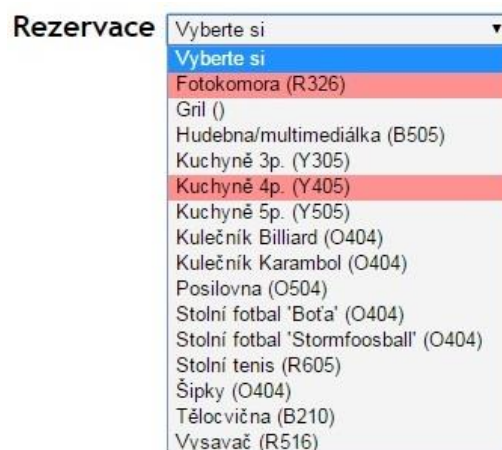 Rezervace Vyberte si
Vyberte si
Fotokomora (R326)
Gril ()
Hudebna/multimediálka (B505)
Kuchyně 3p. (Y305)
Kuchyně 4p. (Y405)
Kuchyně 5p. (Y505)
Kulečník Billiard (O404)
Kulečník Karambol (O404)
Posilovna (O504)
Stolní fotbal 'Boťa' (O404)
Stolní fotbal 'Stormfoosball' (O404)
Stolní tenis (R605)
Šipky (O404)
Tělocvična (B210)
Vysavač (R516)